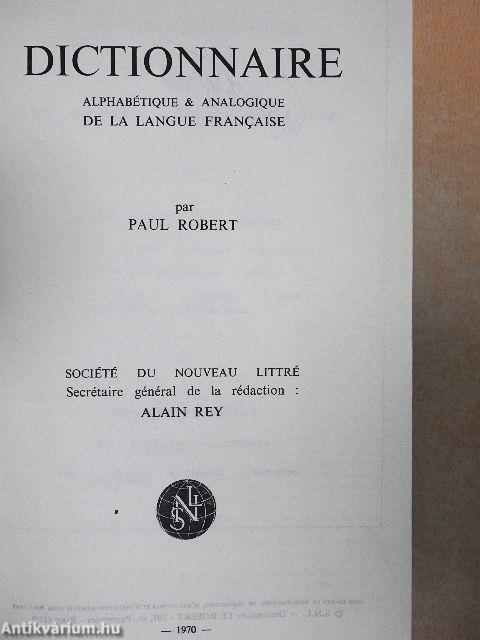 DICTIONNAIRE
ALPHABÉTIQUE & ANALOGIQUE
DE LA LANGUE FRANÇAISE
par
PAUL ROBERT
SOCIÉTÉ DU NOUVEAU LITTRÉ
Secrétaire général de la rédaction :
ALAIN REY
SNL
— 1970 —
Antikvarium.hu